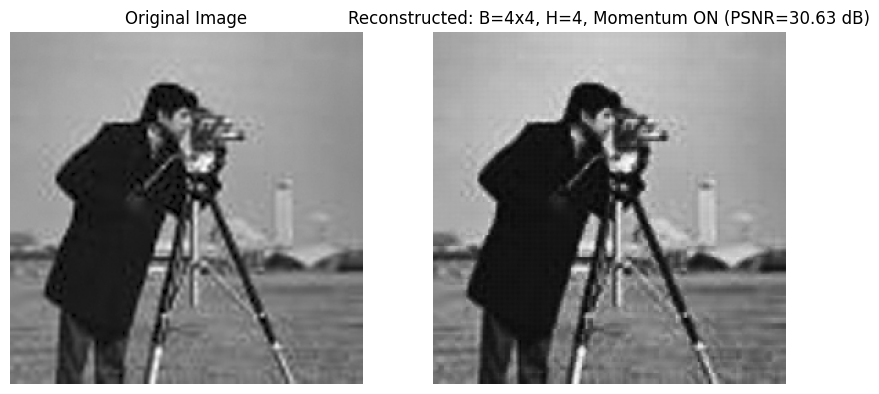 Original Image
Reconstructed: B=4x4, H=4, Momentum ON (PSNR=30.63 dB)